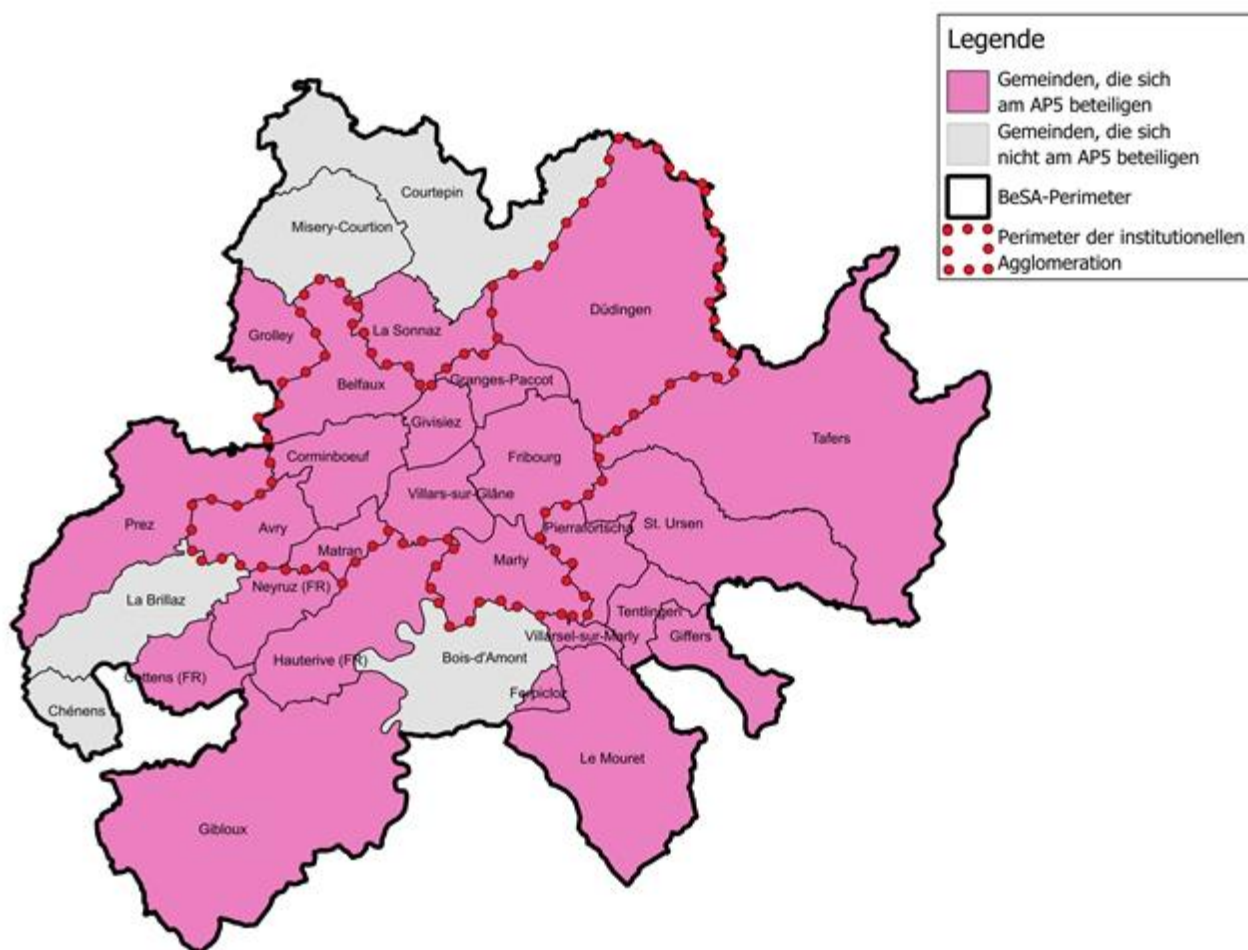 Legende
Gemeinden, die sich
am AP5 beteiligen
Gemeinden, die sich
nicht am AP5 beteiligen
BeSA-Perimeter
Perimeter der institutionellen
Agglomeration
Courtepin
Misery-Courtion
Düdingen
La Sonnaz
Grolley
Belfaux
Granges-Paccot
Givisiez
Tafers
Corminboeuf
Fribourg
Villars-sur-Glâne
Prez
Avry
Pierrafortscha
St. Ursen
Matran
Marly
Neyruz (FR)
La Brillaz
Tentlingen
Villarsel-sur-Marly
Giffers
Hauterive (FR)
Bois-d'Amont
Cottens (FR)
Ferpicloz
Chénens
Le Mouret
Gibloux